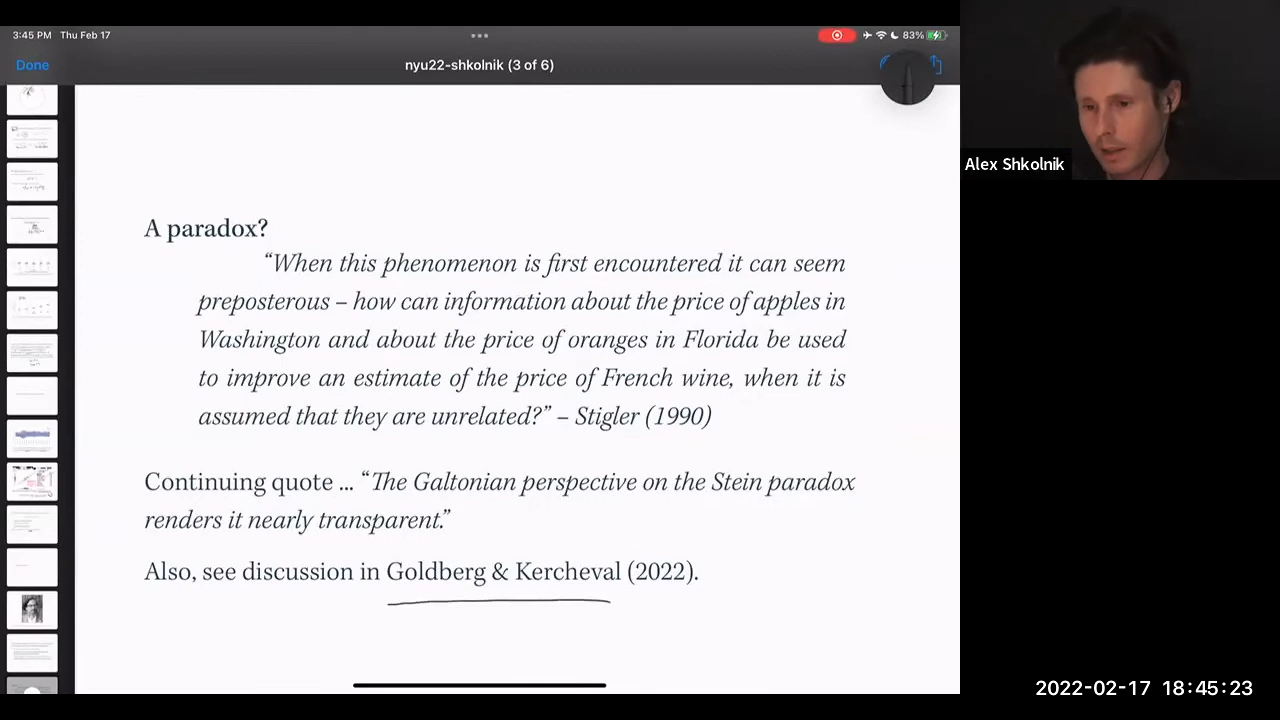 3:45 PM Thu Feb 17
83%
Done
nyu22-shkolnik (3 of 6)
Alex Shkolnik
A paradox?
“When this phenomenon is first encountered it can seem
preposterous – how can information about the price of apples in
Washington and about the price of oranges in Florida be used
to improve an estimate of the price of French wine, when it is
assumed that they are unrelated?” – Stigler (1990)
Continuing quote ... “The Galtonian perspective on the Stein paradox
renders it nearly transparent.”
Also, see discussion in Goldberg & Kercheval (2022).
2022-02-17 18:45:23